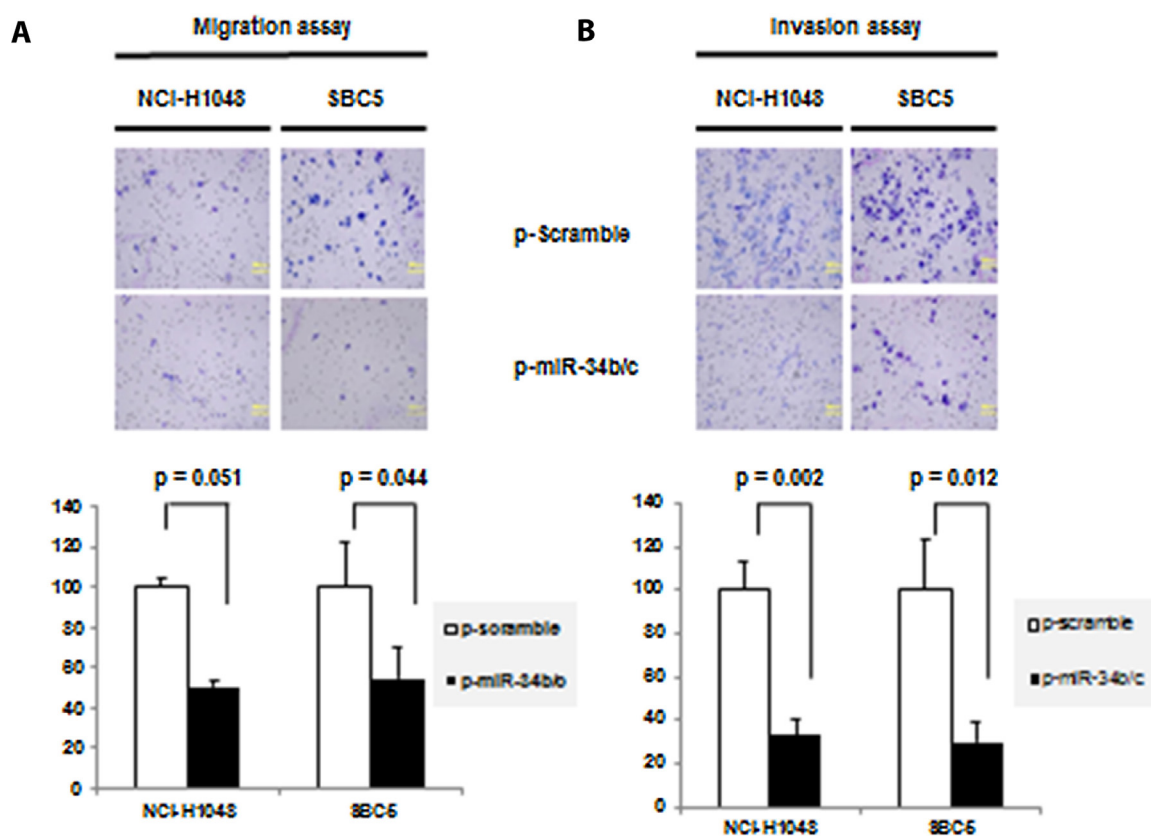 A
Migration assay
NCI-H1048 SBC5
B
Invasion assay
NCI-H1048 SBC5
p-Scramble
p-miR-34b/c
p = 0.051 p = 0.044
140
120
100
80
60
40
20
0
NCI-H1048 SBC5
p-scramble
p-miR-34b/c
p = 0.002 p = 0.012
140
120
100
80
60
40
20
0
NCI-H1048 SBC5
p-scramble
p-miR-34b/c